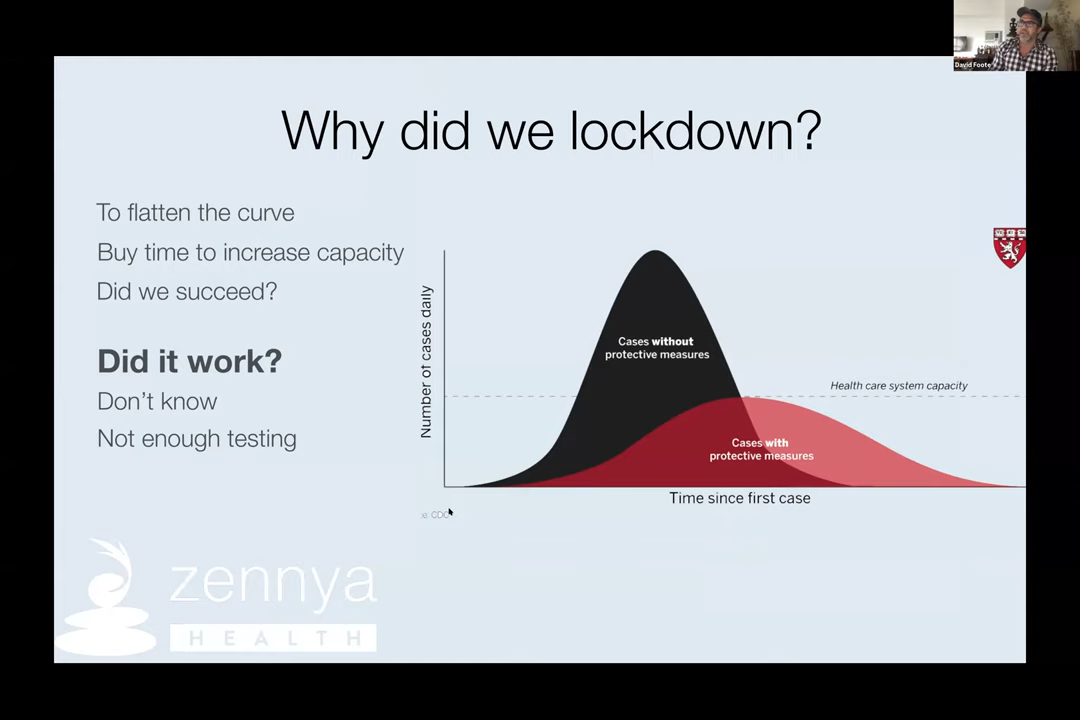 David Foote
Why did we lockdown?
To flatten the curve
Buy time to increase capacity
Did we succeed?
Did it work?
Don't know
Not enough testing
Number of cases daily
Cases without
protective measures
Health care system capacity
Cases with
protective measures
Time since first case
CDC
zennya
HEALTH